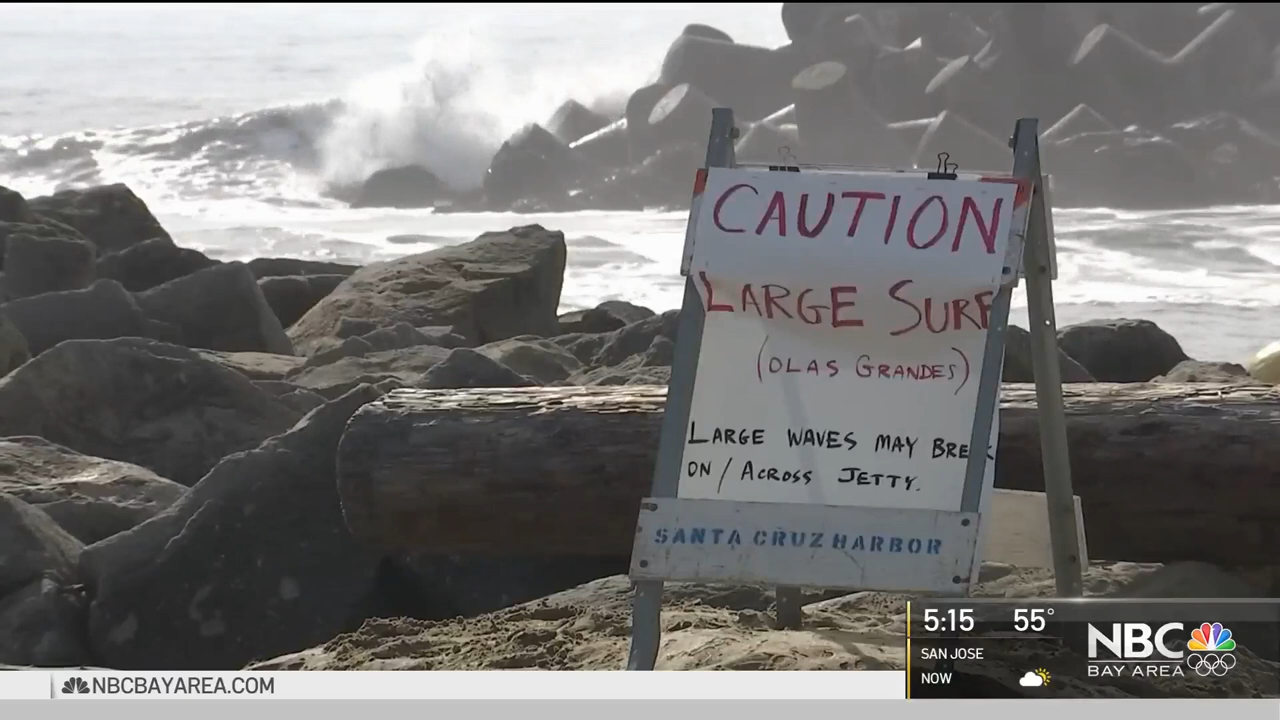 CAUTION
LARGE SURF
(OLAS GRANDES)
LARGE WAVES MAY BREAK
ON / ACROSS JETTY.
SANTA CRUZ HARBOR
5:15 55°
SAN JOSE
NOW
NBC
BAY AREA
NBCBAYAREA.COM